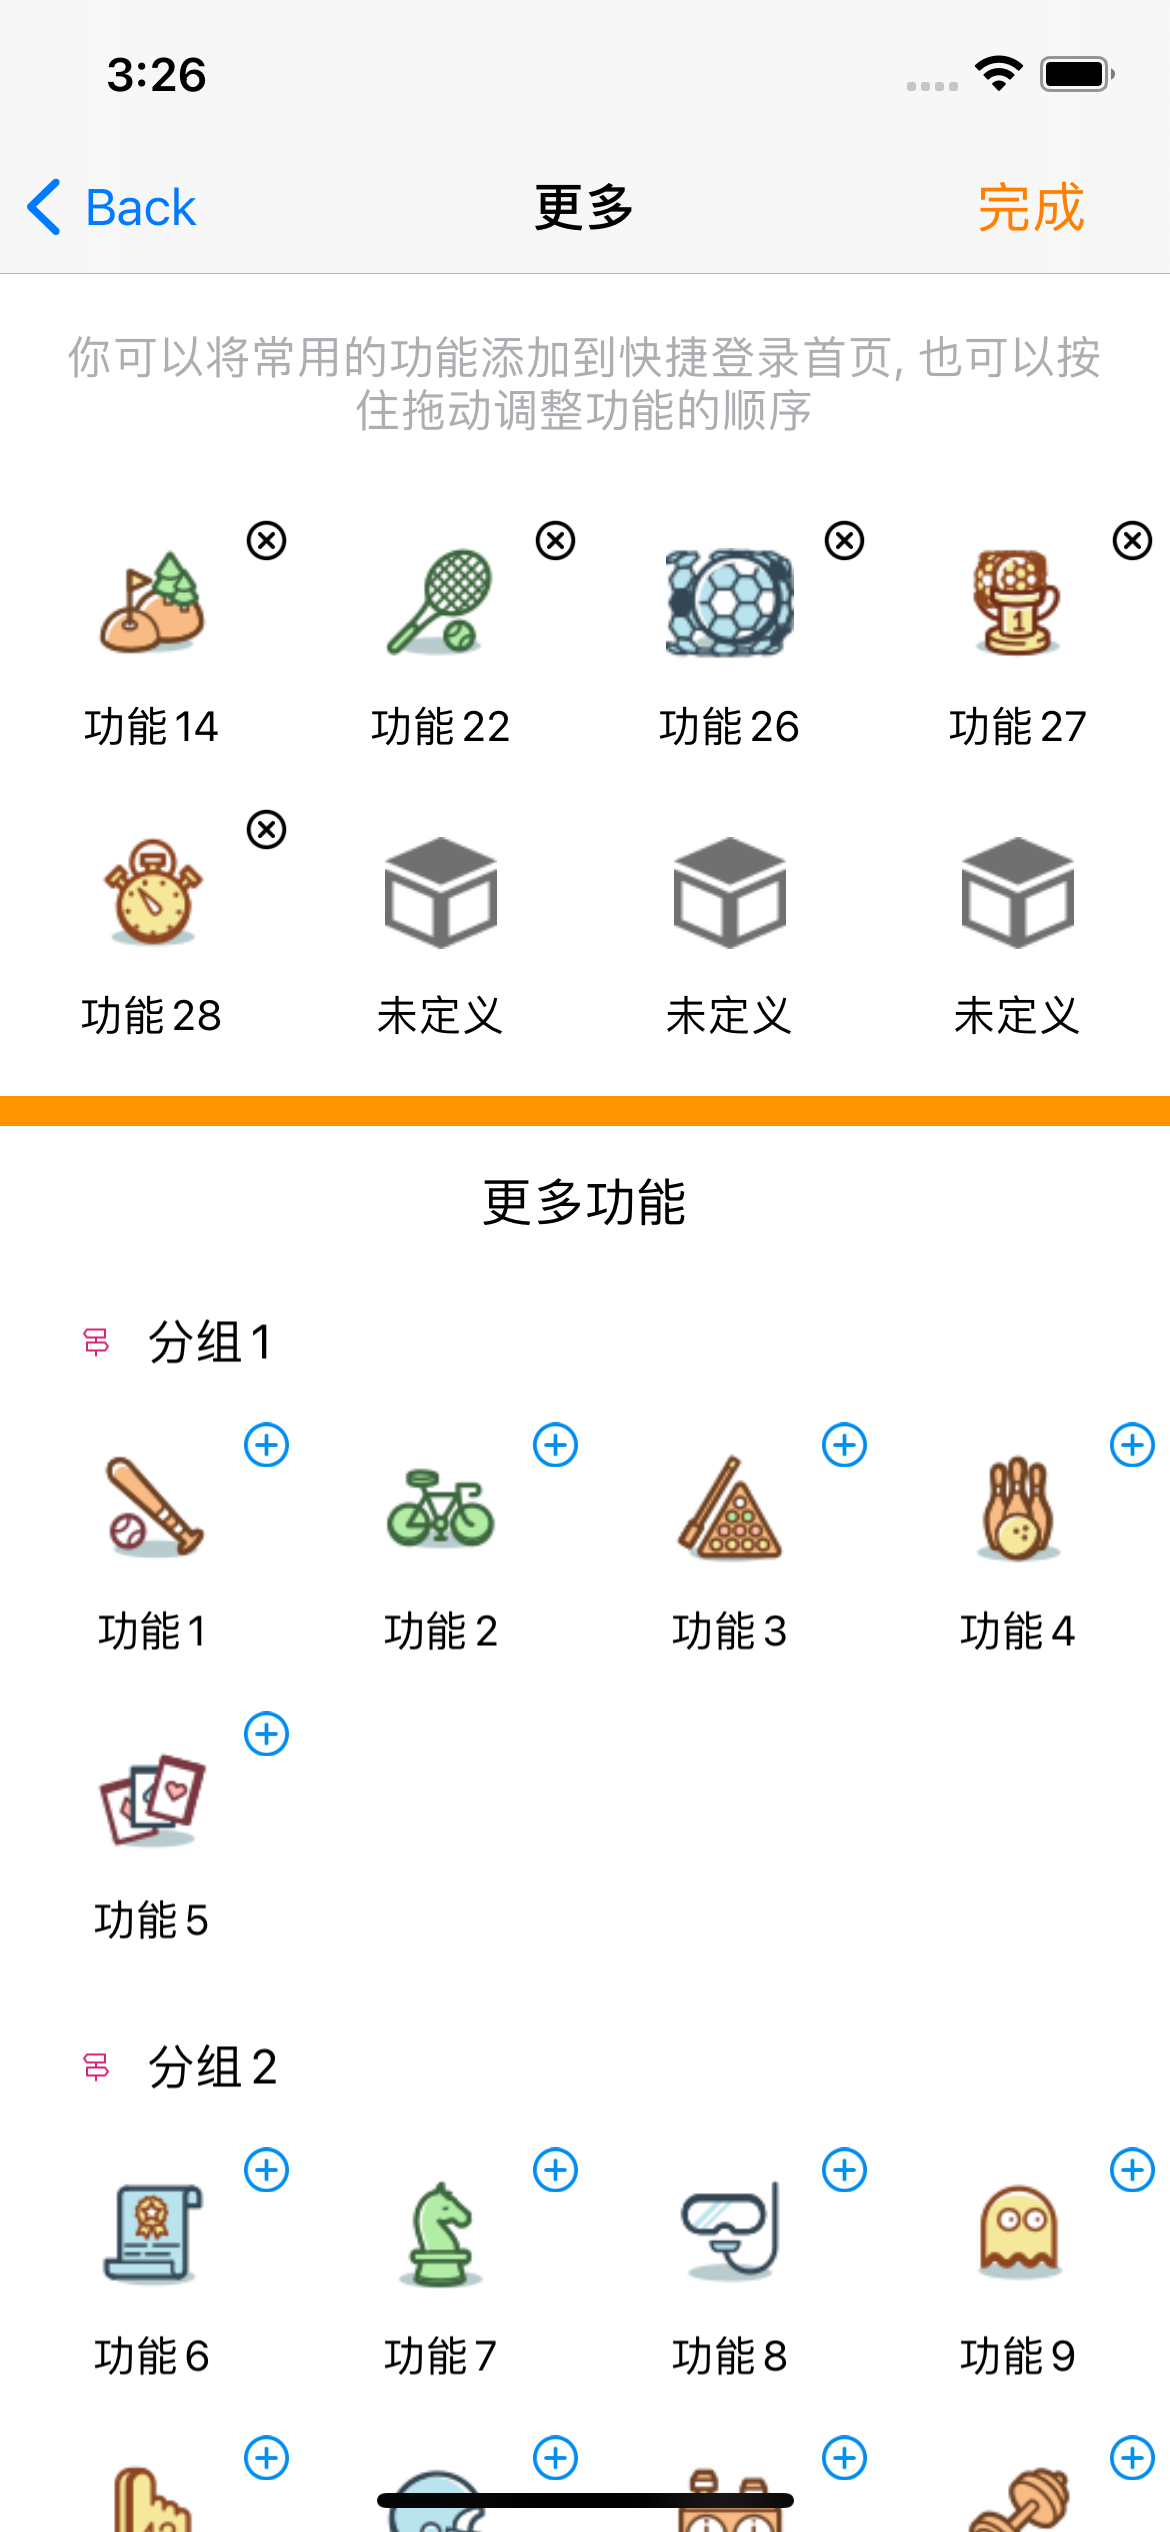 3:26
Back
更多
完成
你可以将常用的功能添加到快捷登录首页, 也可以按
住拖动调整功能的顺序
功能14
功能22
功能26
功能27
功能28
未定义
未定义
未定义
更多功能
分组1
功能1
功能2
功能3
功能4
功能5
分组2
功能6
功能7
功能8
功能9